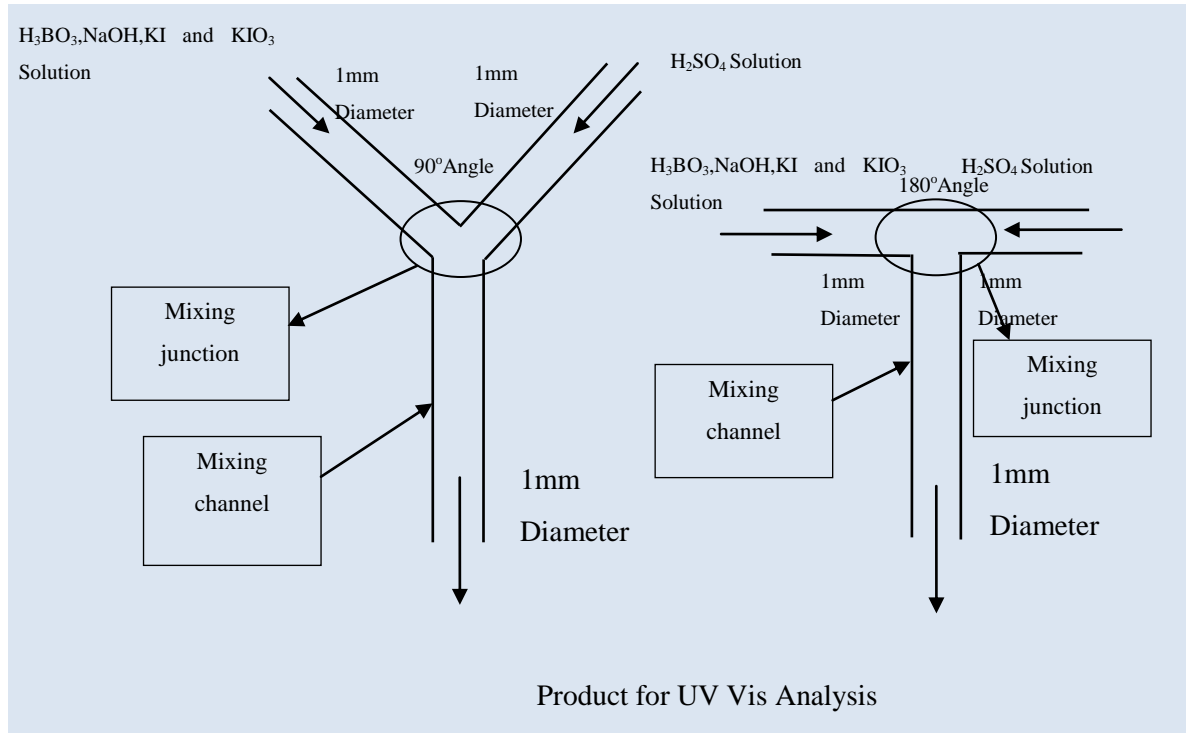 H₃BO₃,NaOH,KI and KIO₃
Solution
1mm
Diameter
1mm
Diameter
H₂SO₄ Solution
90°Angle
Mixing
junction
Mixing
channel
1mm
Diameter
H₃BO₃,NaOH,KI and KIO₃
Solution
H₂SO₄ Solution
180°Angle
1mm
Diameter
1mm
Diameter
Mixing
channel
Mixing
junction
1mm
Diameter
Product for UV Vis Analysis